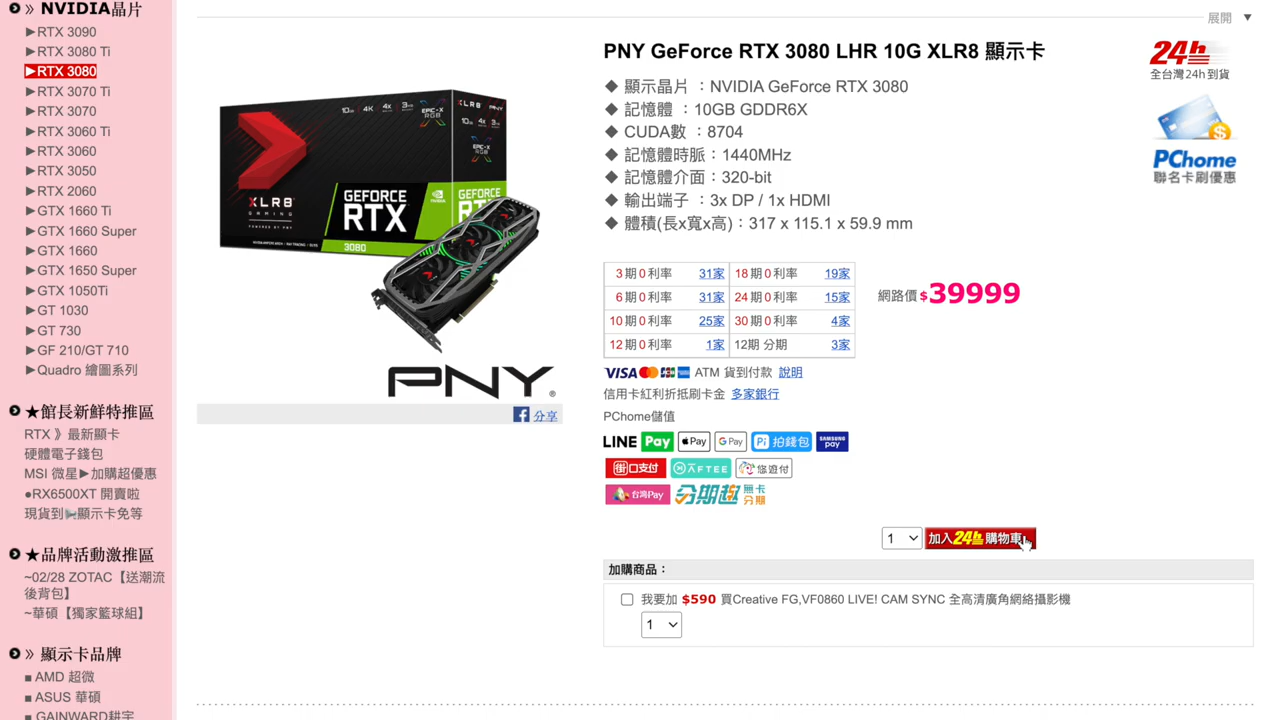 » NVIDIA晶片
▶RTX 3090
▶RTX 3080 Ti
▶RTX 3080
▶RTX 3070 Ti
▶RTX 3070
▶RTX 3060 Ti
▶RTX 3060
▶RTX 3050
▶RTX 2060
▶GTX 1660 Ti
▶GTX 1660 Super
▶GTX 1660
▶GTX 1650 Super
▶GTX 1050Ti
▶GT 1030
▶GT 730
▶GF 210/GT 710
▶Quadro 繪圖系列
★館長新鮮特推區
RTX 》最新顯卡
硬體電子錢包
MSI 微星▶加購超優惠
●RX6500XT 開賣啦
現貨到 顯示卡免等
★品牌活動激推區
~02/28 ZOTAC【送潮流
後背包】
~華碩【獨家籃球組】
» 顯示卡品牌
■ AMD 超微
■ ASUS 華碩
■ GAINWARD耕宇
展開 ▼
XLR8
GAMING
GEFORCE
RTX
3080
PNY
分享
PNY GeForce RTX 3080 LHR 10G XLR8 顯示卡
◆ 顯示晶片 ：NVIDIA GeForce RTX 3080
◆ 記憶體 ：10GB GDDR6X
◆ CUDA數 ：8704
◆ 記憶體時脈：1440MHz
◆ 記憶體介面：320-bit
◆ 輸出端子 ：3x DP / 1x HDMI
◆ 體積(長x寬x高)：317 x 115.1 x 59.9 mm
24h
全台灣24h到貨
PChome
聯名卡刷優惠
3期0利率 31家 18期0利率 19家
6期0利率 31家 24期0利率 15家
10期0利率 25家 30期0利率 4家
12期0利率 1家 12期 分期 3家
網路價$39999
VISA JCB ATM 貨到付款 說明
信用卡紅利折抵刷卡金 多家銀行
PChome儲值
LINE Pay Pay G Pay Pi 拍錢包 SAMSUNG pay
街口支付 AFTEE 悠遊付
台灣Pay 分期趣 無卡分期
1 加入24h購物車
加購商品：
我要加 $590 買Creative FG,VF0860 LIVE! CAM SYNC 全高清廣角網絡攝影機
1